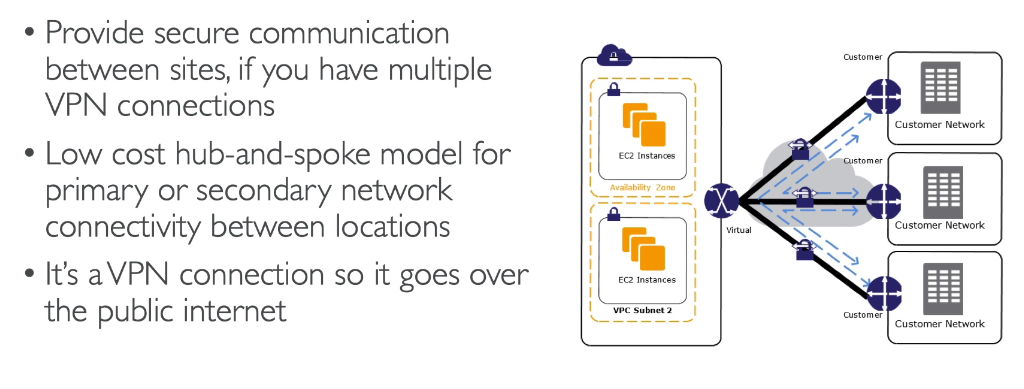 • Provide secure communication
between sites, if you have multiple
VPN connections
• Low cost hub-and-spoke model for
primary or secondary network
connectivity between locations
• It's a VPN connection so it goes over
the public internet
EC2 Instances
Availability Zone
EC2 Instances
VPC Subnet 2
Virtual
Customer
Customer Network
Customer
Customer Network
Customer
Customer Network